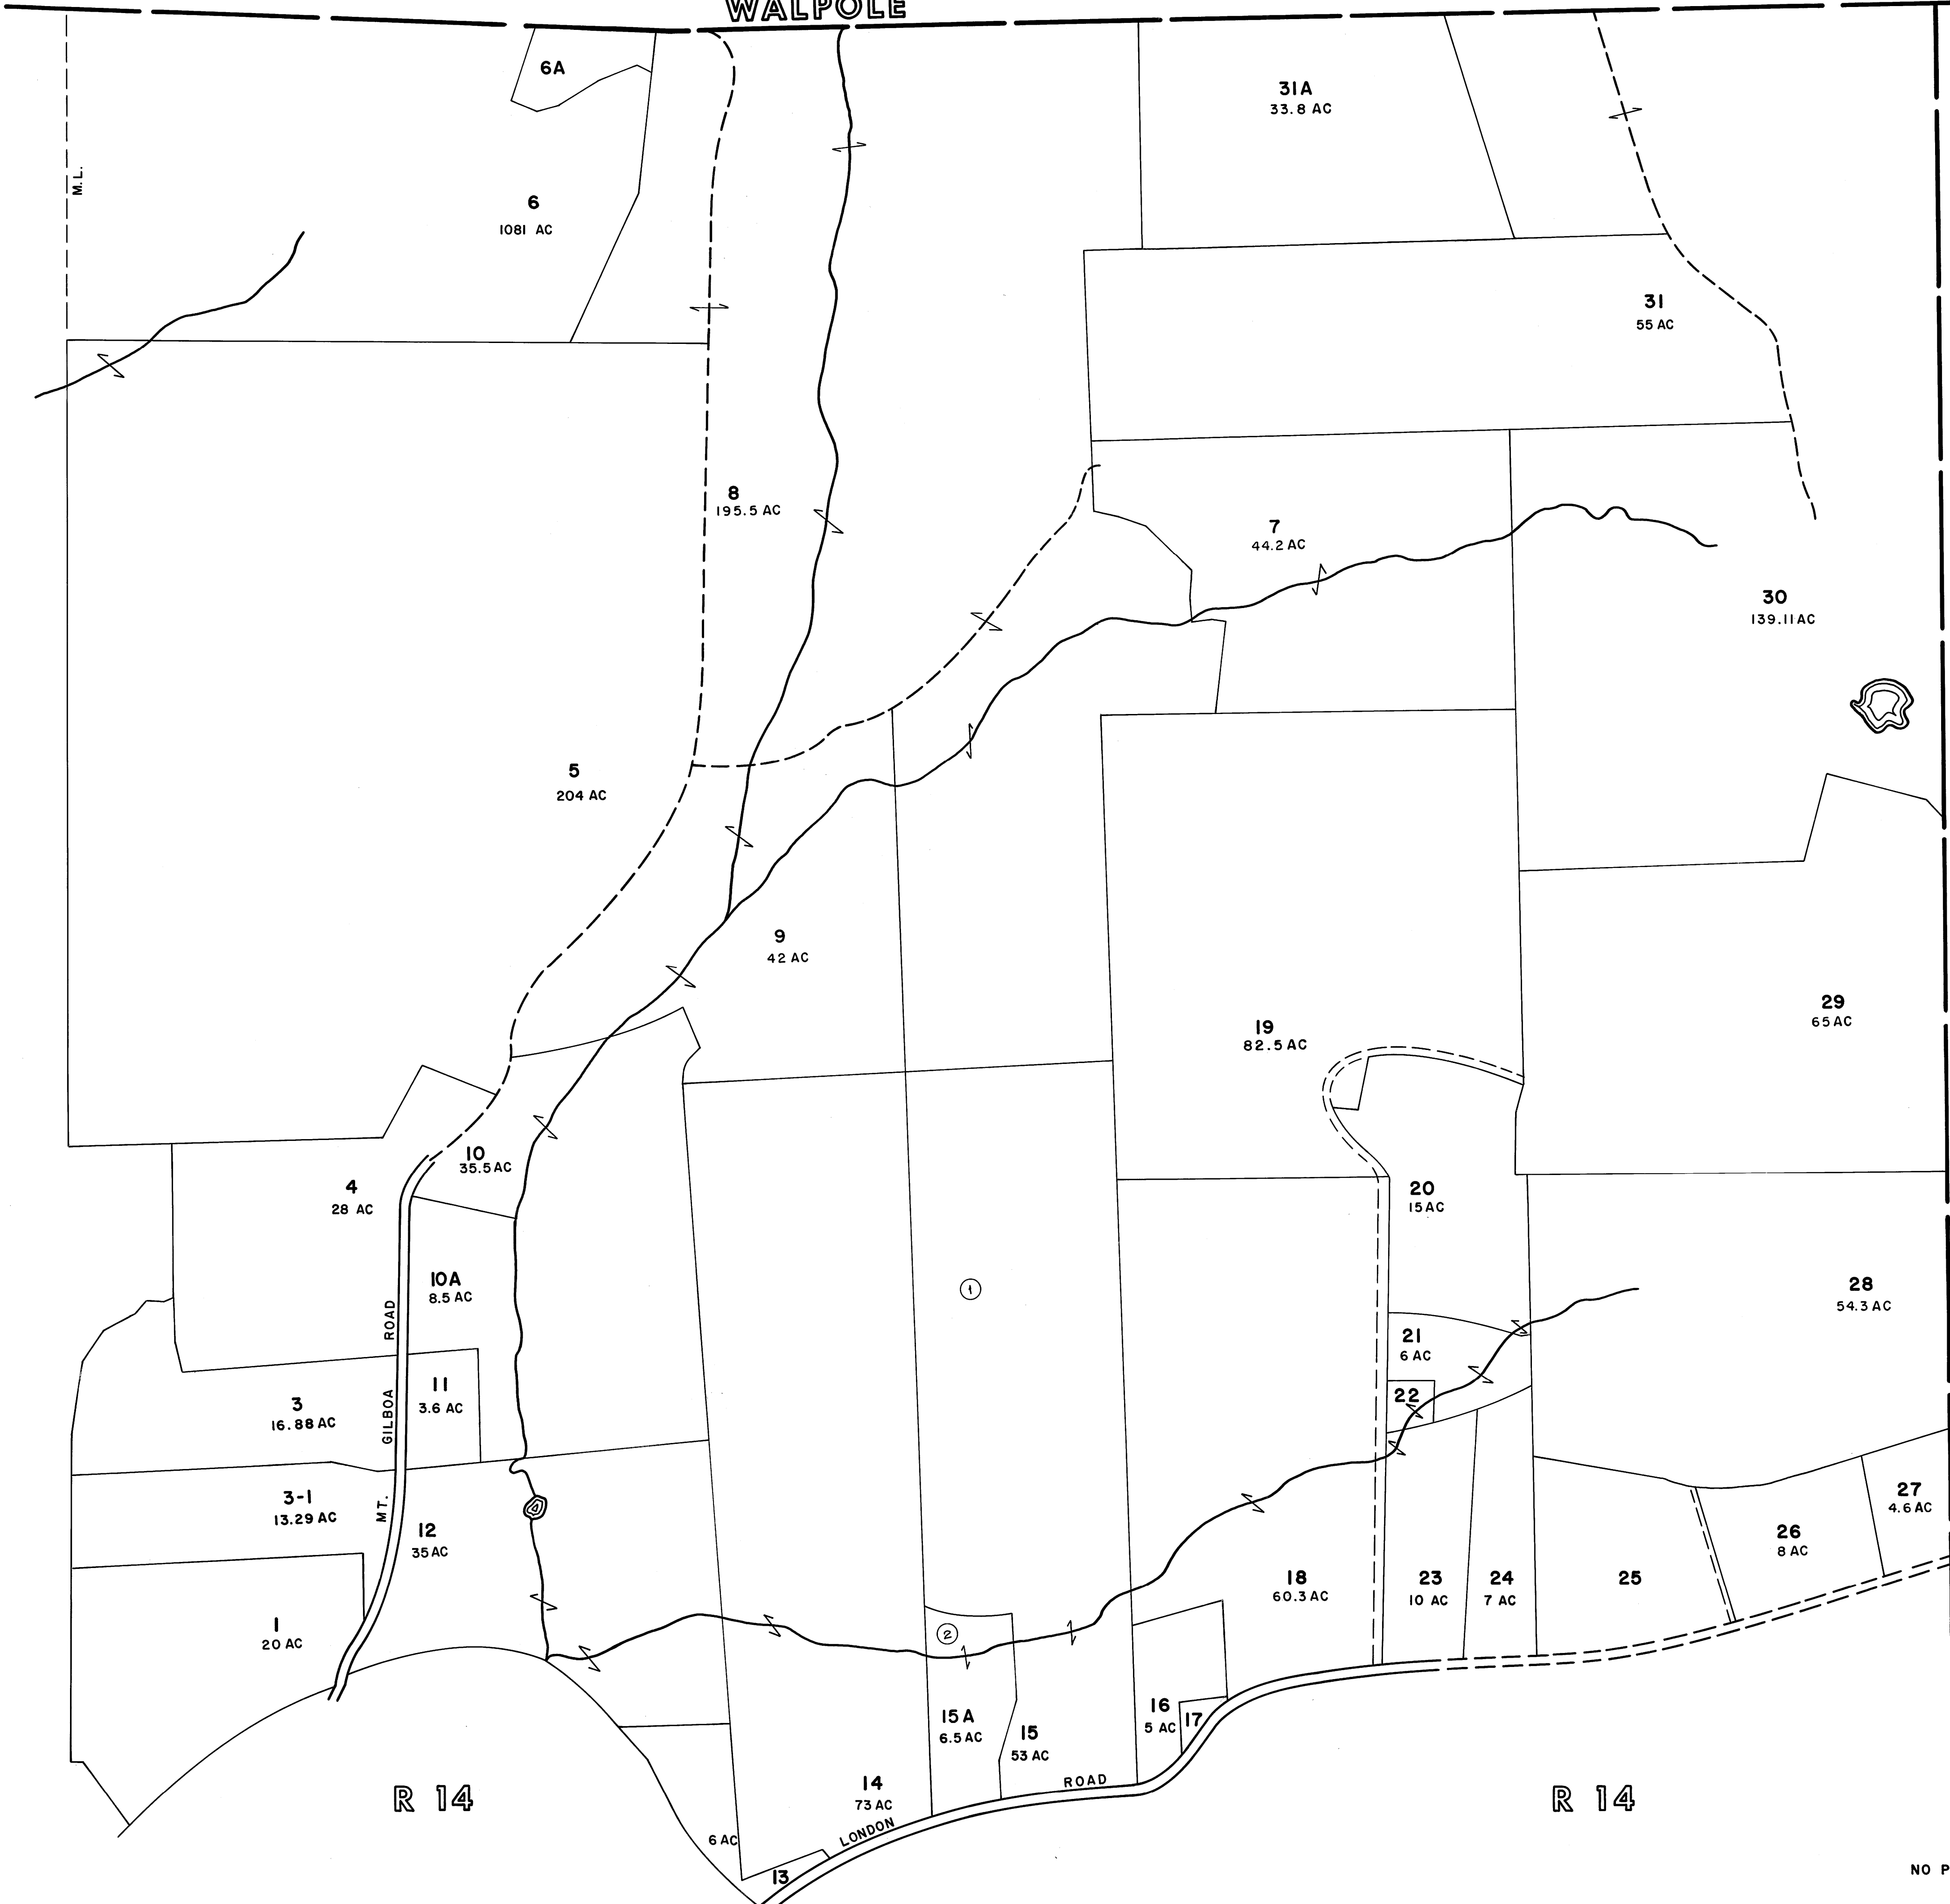 WALPOLE
6A
31A
33.8 AC
M.L.
6
1081 AC
31
55 AC
8
195.5 AC
7
44.2 AC
30
139.11 AC
5
204 AC
9
42 AC
29
65 AC
19
82.5 AC
10
35.5 AC
4
28 AC
20
15 AC
10A
8.5 AC
1
28
54.3 AC
MT. GILBOA ROAD
21
6 AC
11
3.6 AC
22
3
16.88 AC
3-1
13.29 AC
12
35 AC
27
4.6 AC
26
8 AC
18
60.3 AC
23
10 AC
24
7 AC
25
1
20 AC
2
15A
6.5 AC
15
53 AC
16
5 AC
17
14
73 AC
LONDON ROAD
R 14
R 14
6 AC
13
NO P